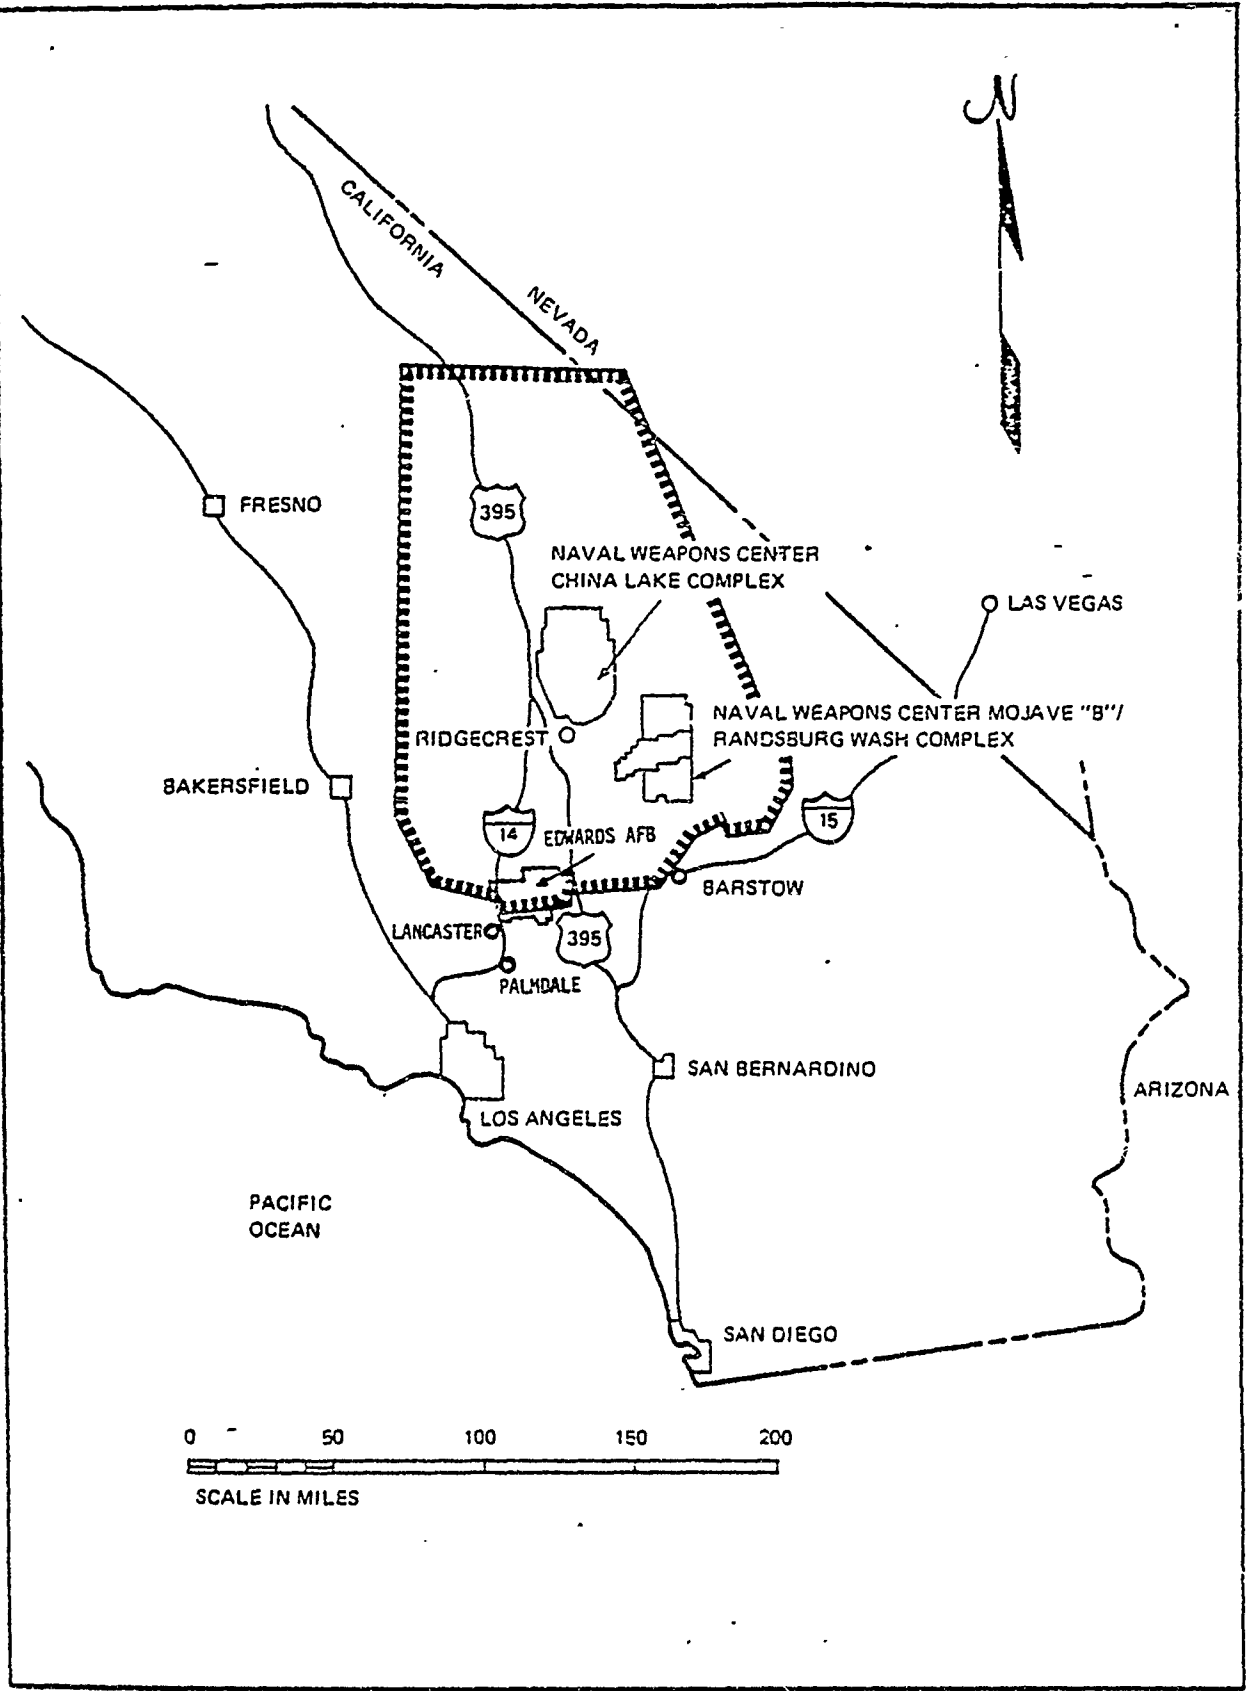 N
CALIFORNIA
NEVADA
FRESNO
395
NAVAL WEAPONS CENTER
CHINA LAKE COMPLEX
LAS VEGAS
NAVAL WEAPONS CENTER MOJAVE "B"/
RANDSBURG WASH COMPLEX
RIDGECREST
BAKERSFIELD
14
EDWARDS AFB
15
BARSTOW
LANCASTER
395
PALMDALE
SAN BERNARDINO
ARIZONA
LOS ANGELES
PACIFIC
OCEAN
SAN DIEGO
0 50 100 150 200
SCALE IN MILES